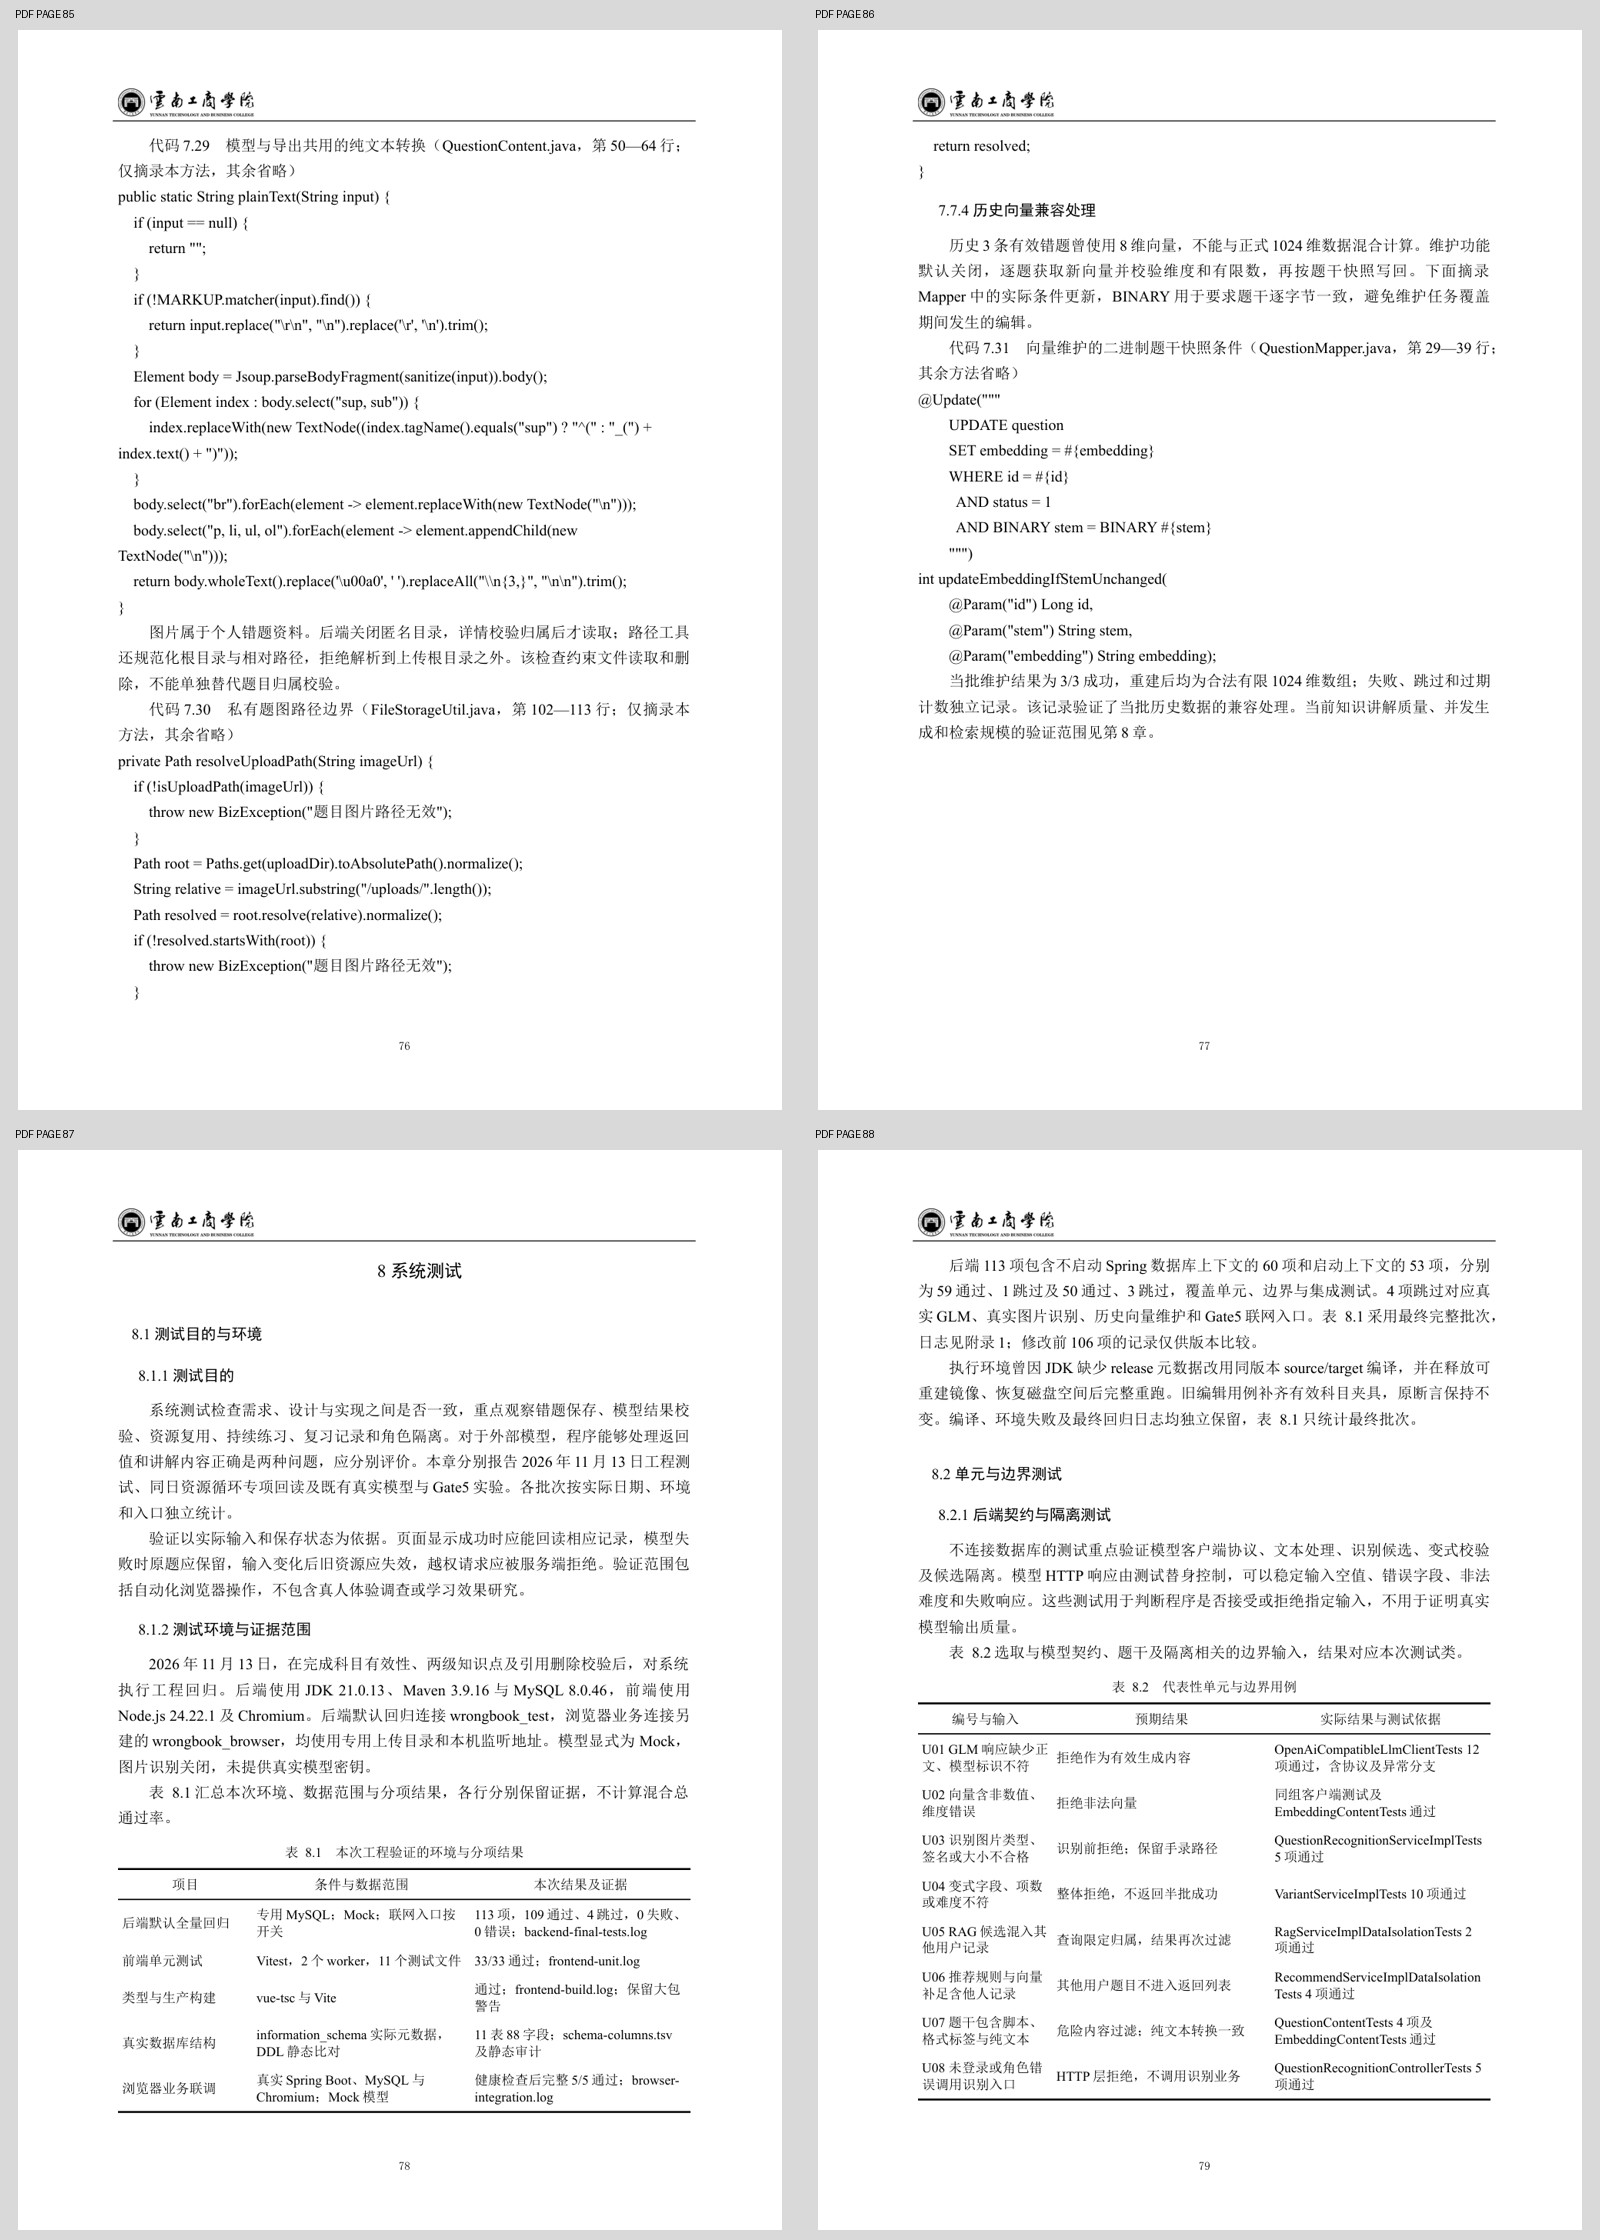 PDF PAGE 85
雲南工商學院
YUNNAN TECHNOLOGY AND BUSINESS COLLEGE
代码 7.29 模型与导出共用的纯文本转换（QuestionContent.java，第 50—64 行；
仅摘录本方法，其余省略）
public static String plainText(String input) {
if (input == null) {
return "";
}
if (!MARKUP.matcher(input).find()) {
return input.replace("\r\n", "\n").replace('\r', '\n').trim();
}
Element body = Jsoup.parseBodyFragment(sanitize(input)).body();
for (Element index : body.select("sup, sub")) {
index.replaceWith(new TextNode((index.tagName().equals("sup") ? "^(" : "_(") +
index.text() + ")"));
}
body.select("br").forEach(element -> element.replaceWith(new TextNode("\n")));
body.select("p, li, ul, ol").forEach(element -> element.appendChild(new
TextNode("\n")));
return body.wholeText().replace('\u00a0', ' ').replaceAll("\\n{3,}", "\n\n").trim();
}
图片属于个人错题资料。后端关闭匿名目录，详情校验归属后才读取；路径工具
还规范化根目录与相对路径，拒绝解析到上传根目录之外。该检查约束文件读取和删
除，不能单独替代题目归属校验。
代码 7.30 私有题图路径边界（FileStorageUtil.java，第 102—113 行；仅摘录本
方法，其余省略）
private Path resolveUploadPath(String imageUrl) {
if (!isUploadPath(imageUrl)) {
throw new BizException("题目图片路径无效");
}
Path root = Paths.get(uploadDir).toAbsolutePath().normalize();
String relative = imageUrl.substring("/uploads/".length());
Path resolved = root.resolve(relative).normalize();
if (!resolved.startsWith(root)) {
throw new BizException("题目图片路径无效");
}
76
PDF PAGE 86
雲南工商學院
YUNNAN TECHNOLOGY AND BUSINESS COLLEGE
return resolved;
}
7.7.4 历史向量兼容处理
历史 3 条有效错题曾使用 8 维向量，不能与正式 1024 维数据混合计算。维护功能
默认关闭，逐题获取新向量并校验维度和有限数，再按题干快照写回。下面摘录
Mapper 中的实际条件更新，BINARY 用于要求题干逐字节一致，避免维护任务覆盖
期间发生的编辑。
代码 7.31 向量维护的二进制题干快照条件（QuestionMapper.java，第 29—39 行；
其余方法省略）
@Update("""
UPDATE question
SET embedding = #{embedding}
WHERE id = #{id}
AND status = 1
AND BINARY stem = BINARY #{stem}
""")
int updateEmbeddingIfStemUnchanged(
@Param("id") Long id,
@Param("stem") String stem,
@Param("embedding") String embedding);
当批维护结果为 3/3 成功，重建后均为合法有限 1024 维数组；失败、跳过和过期
计数独立记录。该记录验证了当批历史数据的兼容处理。当前知识讲解质量、并发生
成和检索规模的验证范围见第 8 章。
77
PDF PAGE 87
雲南工商學院
YUNNAN TECHNOLOGY AND BUSINESS COLLEGE
8 系统测试
8.1 测试目的与环境
8.1.1 测试目的
系统测试检查需求、设计与实现之间是否一致，重点观察错题保存、模型结果校
验、资源复用、持续练习、复习记录和角色隔离。对于外部模型，程序能够处理返回
值和讲解内容正确是两种问题，应分别评价。本章分别报告 2026 年 11 月 13 日工程测
试、同日资源循环专项回读及既有真实模型与 Gate5 实验。各批次按实际日期、环境
和入口独立统计。
验证以实际输入和保存状态为依据。页面显示成功时应能回读相应记录，模型失
败时原题应保留，输入变化后旧资源应失效，越权请求应被服务端拒绝。验证范围包
括自动化浏览器操作，不包含真人体验调查或学习效果研究。
8.1.2 测试环境与证据范围
2026 年 11 月 13 日，在完成科目有效性、两级知识点及引用删除校验后，对系统
执行工程回归。后端使用 JDK 21.0.13、Maven 3.9.16 与 MySQL 8.0.46，前端使用
Node.js 24.22.1 及 Chromium。后端默认回归连接 wrongbook_test，浏览器业务连接另
建的 wrongbook_browser，均使用专用上传目录和本机监听地址。模型显式为 Mock，
图片识别关闭，未提供真实模型密钥。
表 8.1 汇总本次环境、数据范围与分项结果，各行分别保留证据，不计算混合总
通过率。
表 8.1 本次工程验证的环境与分项结果
项目 条件与数据范围 本次结果及证据
后端默认全量回归 专用 MySQL；Mock；联网入口按开关 113 项，109 通过、4 跳过，0 失败、0 错误；backend-final-tests.log
前端单元测试 Vitest，2 个 worker，11 个测试文件 33/33 通过；frontend-unit.log
类型与生产构建 vue-tsc 与 Vite 通过；frontend-build.log；保留大包警告
真实数据库结构 information_schema 实际元数据，DDL 静态比对 11 表 88 字段；schema-columns.tsv 及静态审计
浏览器业务联调 真实 Spring Boot、MySQL 与 Chromium；Mock 模型 健康检查后完整 5/5 通过；browser-integration.log
78
PDF PAGE 88
雲南工商學院
YUNNAN TECHNOLOGY AND BUSINESS COLLEGE
后端 113 项包含不启动 Spring 数据库上下文的 60 项和启动上下文的 53 项，分别
为 59 通过、1 跳过及 50 通过、3 跳过，覆盖单元、边界与集成测试。4 项跳过对应真
实 GLM、真实图片识别、历史向量维护和 Gate5 联网入口。表 8.1 采用最终完整批次，
日志见附录 1；修改前 106 项的记录仅供版本比较。
执行环境曾因 JDK 缺少 release 元数据改用同版本 source/target 编译，并在释放可
重建镜像、恢复磁盘空间后完整重跑。旧编辑用例补齐有效科目夹具，原断言保持不
变。编译、环境失败及最终回归日志均独立保留，表 8.1 只统计最终批次。
8.2 单元与边界测试
8.2.1 后端契约与隔离测试
不连接数据库的测试重点验证模型客户端协议、文本处理、识别候选、变式校验
及候选隔离。模型 HTTP 响应由测试替身控制，可以稳定输入空值、错误字段、非法
难度和失败响应。这些测试用于判断程序是否接受或拒绝指定输入，不用于证明真实
模型输出质量。
表 8.2 选取与模型契约、题干及隔离相关的边界输入，结果对应本次测试类。
表 8.2 代表性单元与边界用例
编号与输入 预期结果 实际结果与测试依据
U01 GLM 响应缺少正文、模型标识不符 拒绝作为有效生成内容 OpenAiCompatibleLlmClientTests 12 项通过，含协议及异常分支
U02 向量含非数值、维度错误 拒绝非法向量 同组客户端测试及 EmbeddingContentTests 通过
U03 识别图片类型、签名或大小不合格 识别前拒绝；保留手录路径 QuestionRecognitionServiceImplTests 5 项通过
U04 变式字段、项数或难度不符 整体拒绝，不返回半批成功 VariantServiceImplTests 10 项通过
U05 RAG 候选混入其他用户记录 查询限定归属，结果再次过滤 RagServiceImplDataIsolationTests 2 项通过
U06 推荐规则与向量补足含他人记录 其他用户题目不进入返回列表 RecommendServiceImplDataIsolationTests 4 项通过
U07 题干包含脚本、格式标签与纯文本 危险内容过滤；纯文本转换一致 QuestionContentTests 4 项及 EmbeddingContentTests 通过
U08 未登录或角色错误调用识别入口 HTTP 层拒绝，不调用识别业务 QuestionRecognitionControllerTests 5 项通过
79